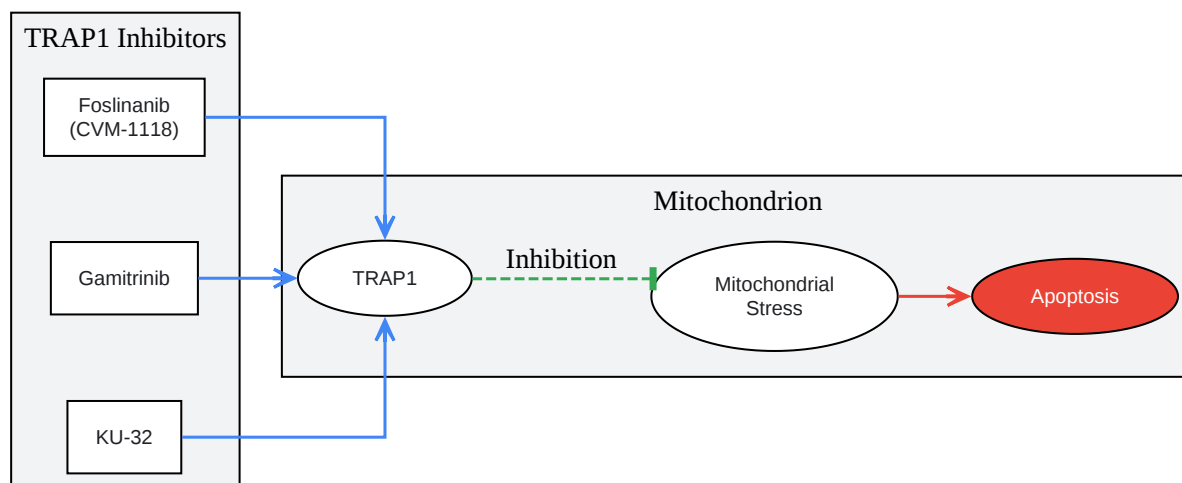 TRAP1 Inhibitors
Foslinanib
(CVM-1118)
Gamitrinib
KU-32
Mitochondrion
TRAP1
Inhibition
Mitochondrial
Stress
Apoptosis